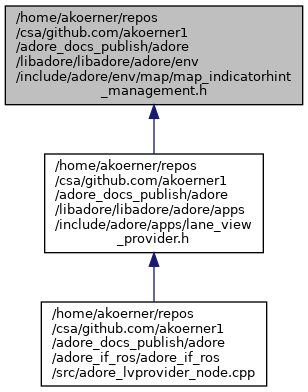 /home/akoerner/repos
/csa/github.com/akoerner1
/adore_docs_publish/adore
/libadore/libadore/adore/env
/include/adore/env/map/map_indicatorhint
_management.h
/home/akoerner/repos
/csa/github.com/akoerner1
/adore_docs_publish/adore
/libadore/libadore/adore/apps
/include/adore/apps/lane_view
_provider.h
/home/akoerner/repos
/csa/github.com/akoerner1
/adore_docs_publish/adore
/adore_if_ros/adore_if_ros
/src/adore_lvprovider_node.cpp